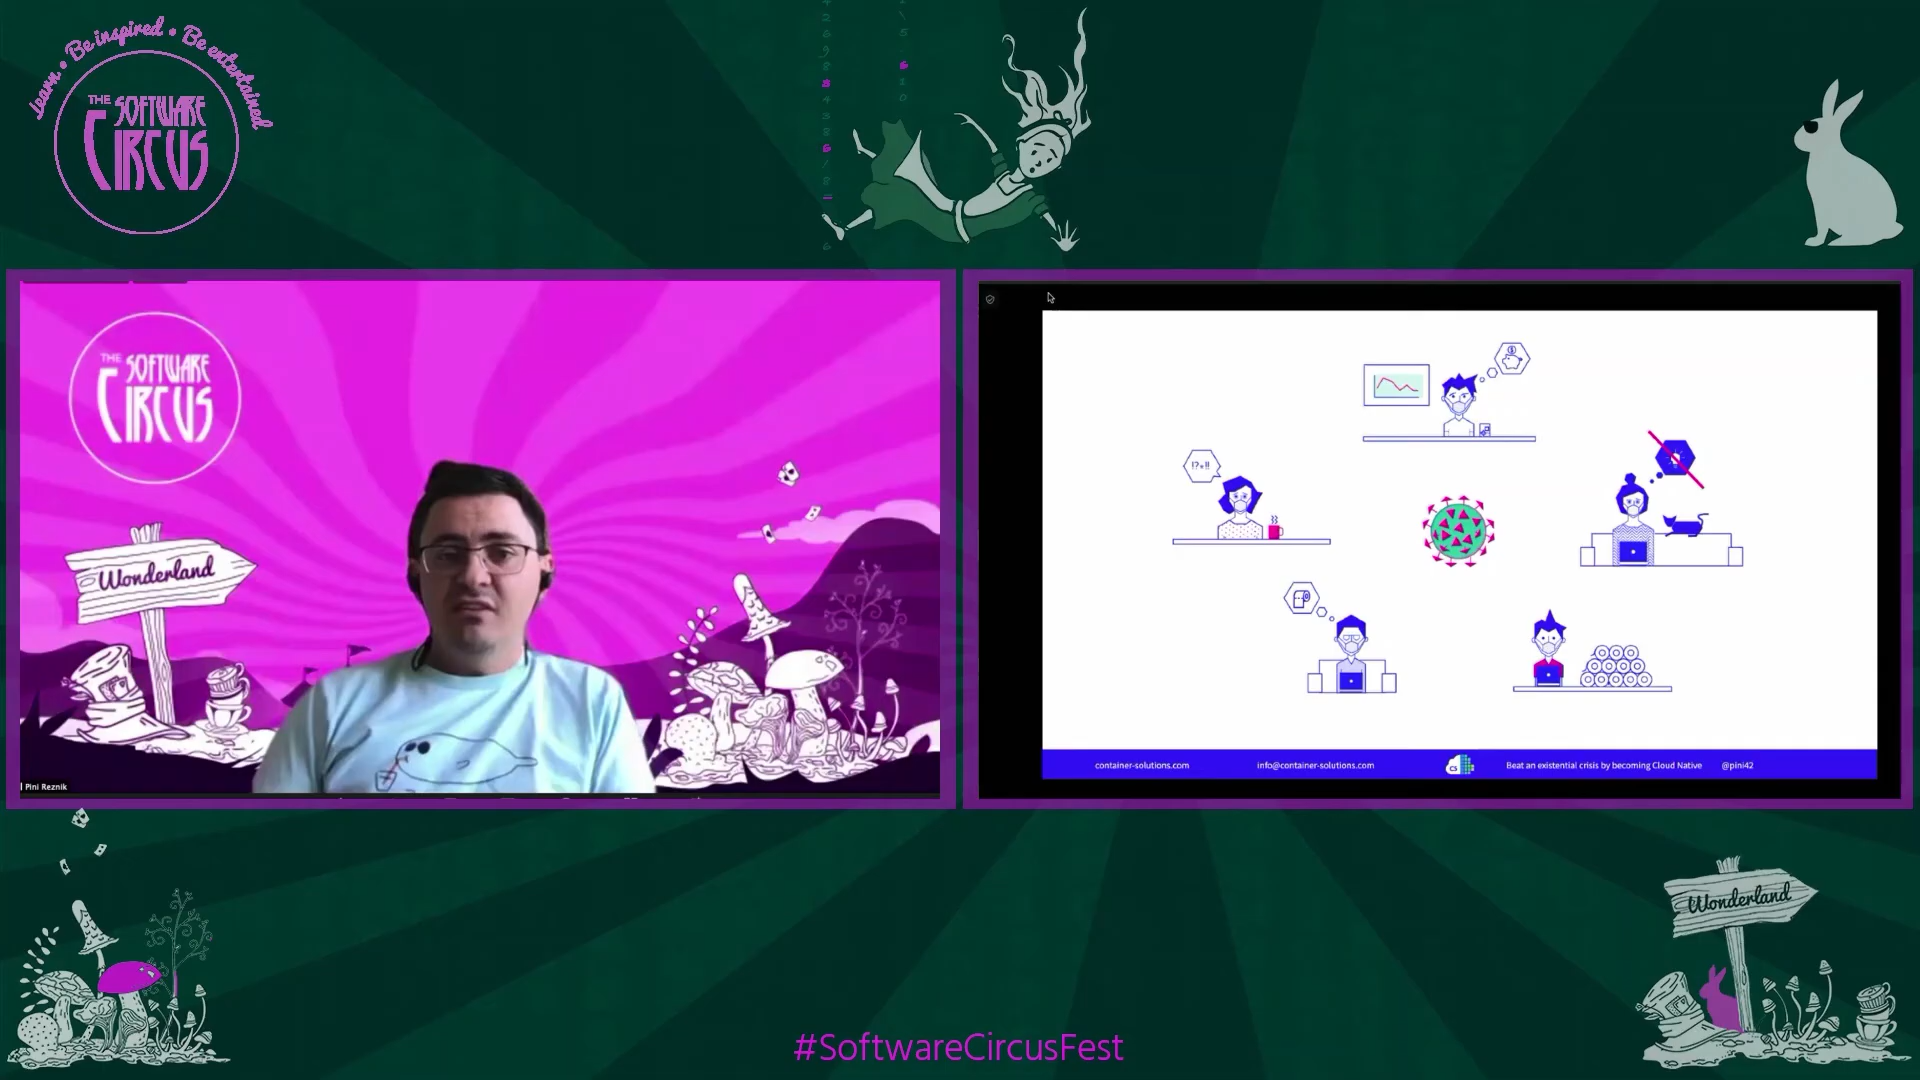 Learn • Be inspired • Be entertained
THE
SOFTWARE
CIRCUS
THE
SOFTWARE
CIRCUS
Wonderland
Pini Reznik
!?*!!
$
container-solutions.com
info@container-solutions.com
CS
Beat an existential crisis by becoming Cloud Native
@pini42
Wonderland
#SoftwareCircusFest